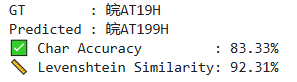 GT        : 皖AT19H
Predicted : 皖AT199H
✅ Char Accuracy         : 83.33%
📏 Levenshtein Similarity: 92.31%